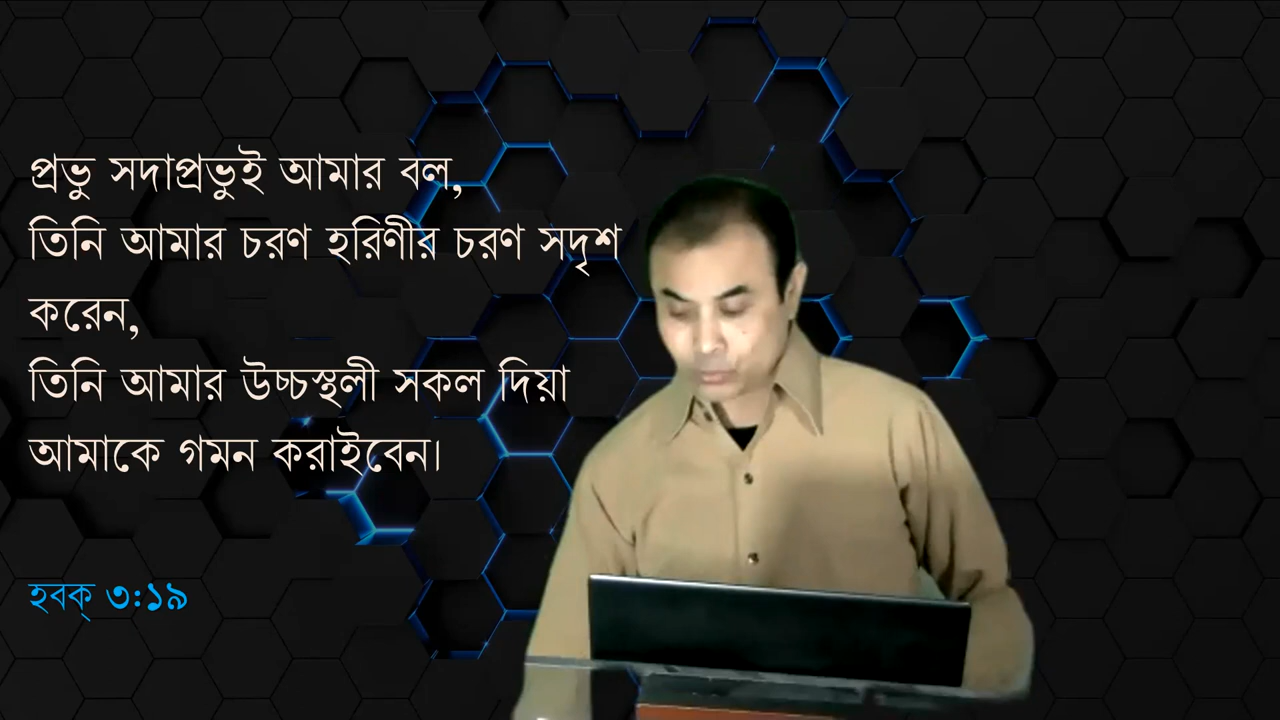 প্রভু সদাপ্রভুই আমার বল,
তিনি আমার চরণ হরিণীর চরণ সদৃশ
করেন,
তিনি আমার উচ্চস্থলী সকল দিয়া
আমাকে গমন করাইবেন।
হবক্ ৩:১৯